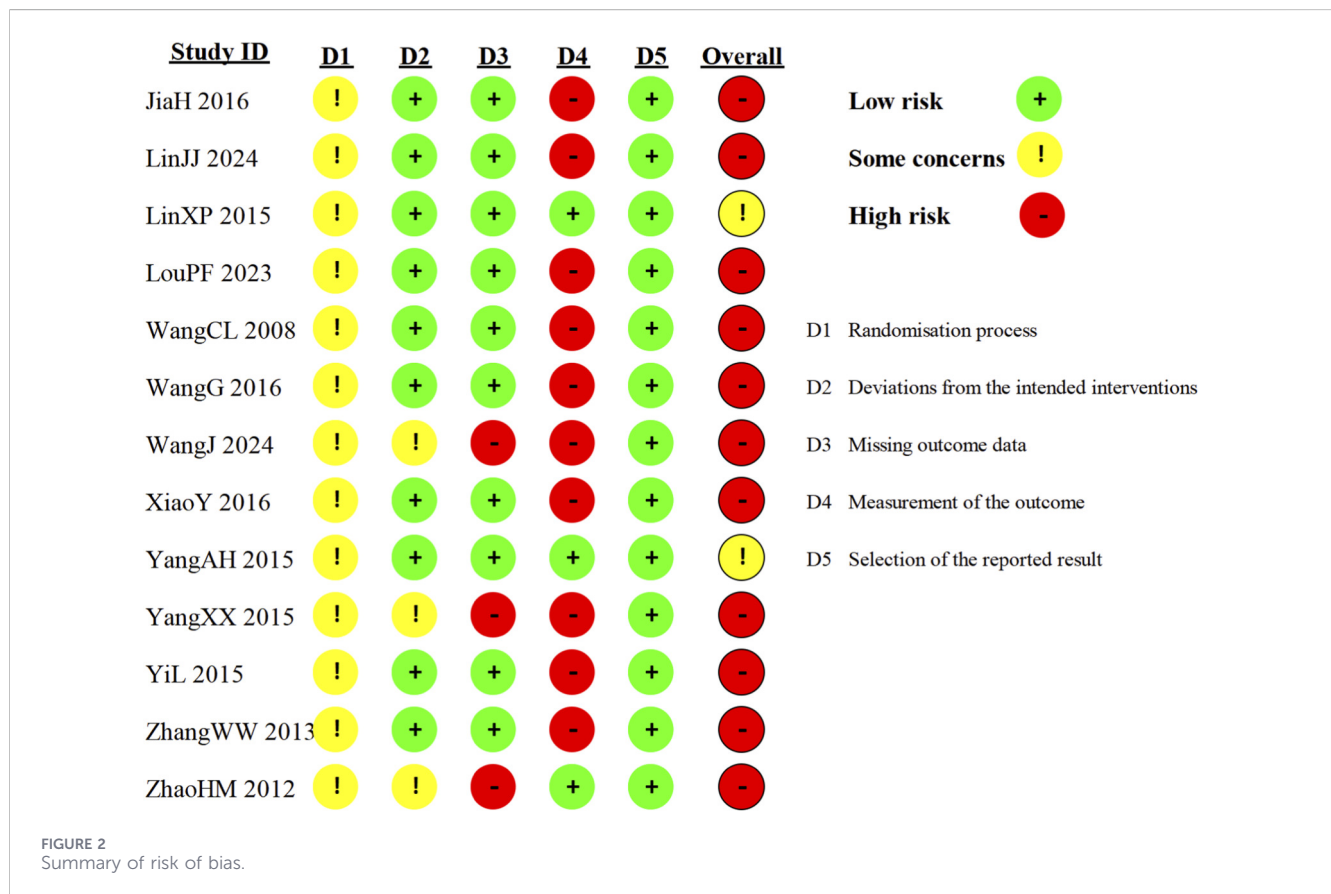 Study ID D1 D2 D3 D4 D5 Overall
JiaH 2016 ! + + - + - Low risk +
LinJJ 2024 ! + + - + - Some concerns !
LinXP 2015 ! + + + + ! High risk -
LouPF 2023 ! + + - + -
WangCL 2008 ! + + - + - D1 Randomisation process
WangG 2016 ! + + - + - D2 Deviations from the intended interventions
WangJ 2024 ! ! - - + - D3 Missing outcome data
XiaoY 2016 ! + + - + - D4 Measurement of the outcome
YangAH 2015 ! + + + + ! D5 Selection of the reported result
YangXX 2015 ! ! - - + -
YiL 2015 ! + + - + -
ZhangWW 2013 ! + + - + -
ZhaoHM 2012 ! ! - + + -
FIGURE 2
Summary of risk of bias.